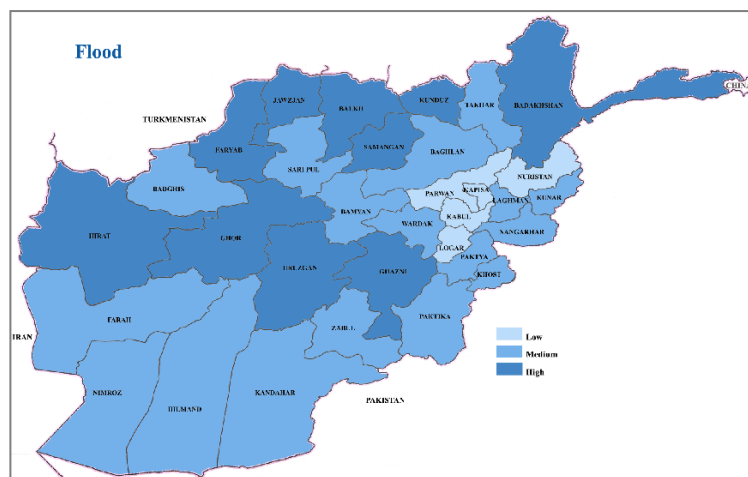 Flood
CHINA
JAWZJAN
BALKH
KUNDUZ
TAKHAR
BADAKHSHAN
TURKMENISTAN
FARYAB
SAMANGAN
BAGHLAN
SARI PUL
NURISTAN
BADGHIS
PARWAN
KAPISA
LAGHMAN
KUNAR
BAMYAN
KABUL
WARDAK
NANGARHAR
HIRAT
GHOR
LOGAR
PAKTYA
URUZGAN
GHAZNI
KHOST
FARAH
PAKTIKA
ZABUL
IRAN
Low
Medium
High
NIMROZ
HILMAND
KANDAHAR
PAKISTAN